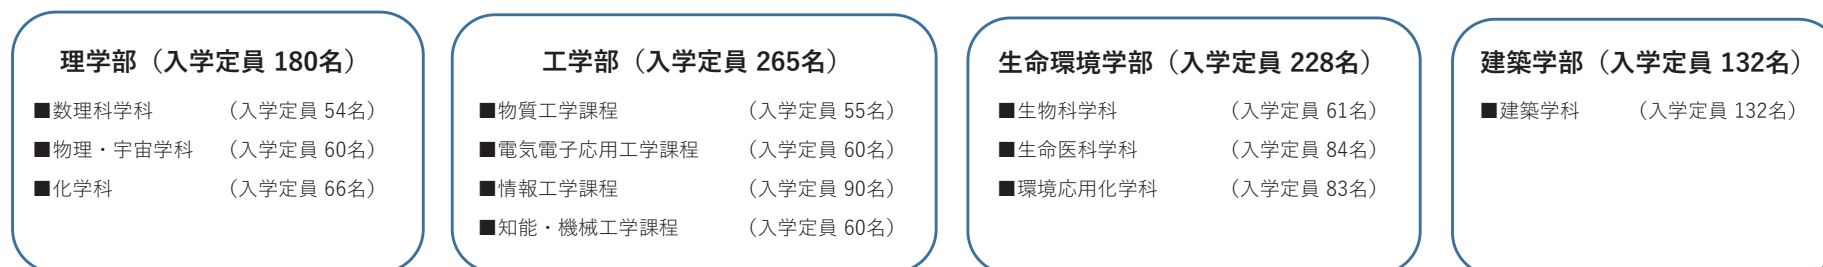 理学部（入学定員 180名）
■数理科学科 （入学定員 54名）
■物理・宇宙学科 （入学定員 60名）
■化学科 （入学定員 66名）
工学部（入学定員 265名）
■物質工学課程 （入学定員 55名）
■電気電子応用工学課程 （入学定員 60名）
■情報工学課程 （入学定員 90名）
■知能・機械工学課程 （入学定員 60名）
生命環境学部（入学定員 228名）
■生物科学科 （入学定員 61名）
■生命医科学科 （入学定員 84名）
■環境応用化学科 （入学定員 83名）
建築学部（入学定員 132名）
■建築学科 （入学定員 132名）